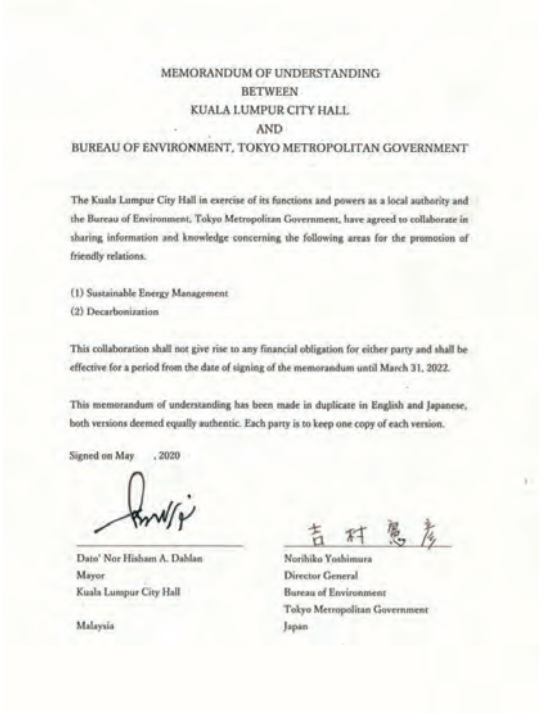 MEMORANDUM OF UNDERSTANDING
BETWEEN
KUALA LUMPUR CITY HALL
AND
BUREAU OF ENVIRONMENT, TOKYO METROPOLITAN GOVERNMENT
The Kuala Lumpur City Hall in exercise of its functions and powers as a local authority and
the Bureau of Environment, Tokyo Metropolitan Government, have agreed to collaborate in
sharing information and knowledge concerning the following areas for the promotion of
friendly relations.
(1) Sustainable Energy Management
(2) Decarbonization
This collaboration shall not give rise to any financial obligation for either party and shall be
effective for a period from the date of signing of the memorandum until March 31, 2022.
This memorandum of understanding has been made in duplicate in English and Japanese,
both versions deemed equally authentic. Each party is to keep one copy of each version.
Signed on May , 2020
吉村憲彦
Dato' Nor Hisham A. Dahlan
Mayor
Kuala Lumpur City Hall
Malaysia
Norihiko Yoshimura
Director General
Bureau of Environment
Tokyo Metropolitan Government
Japan